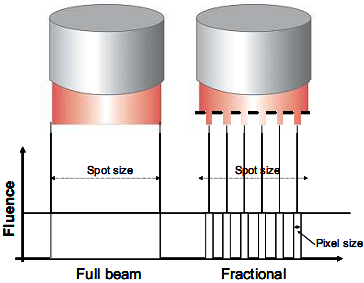 Spot size
Spot size
Fluence
Pixel size
Full beam
Fractional